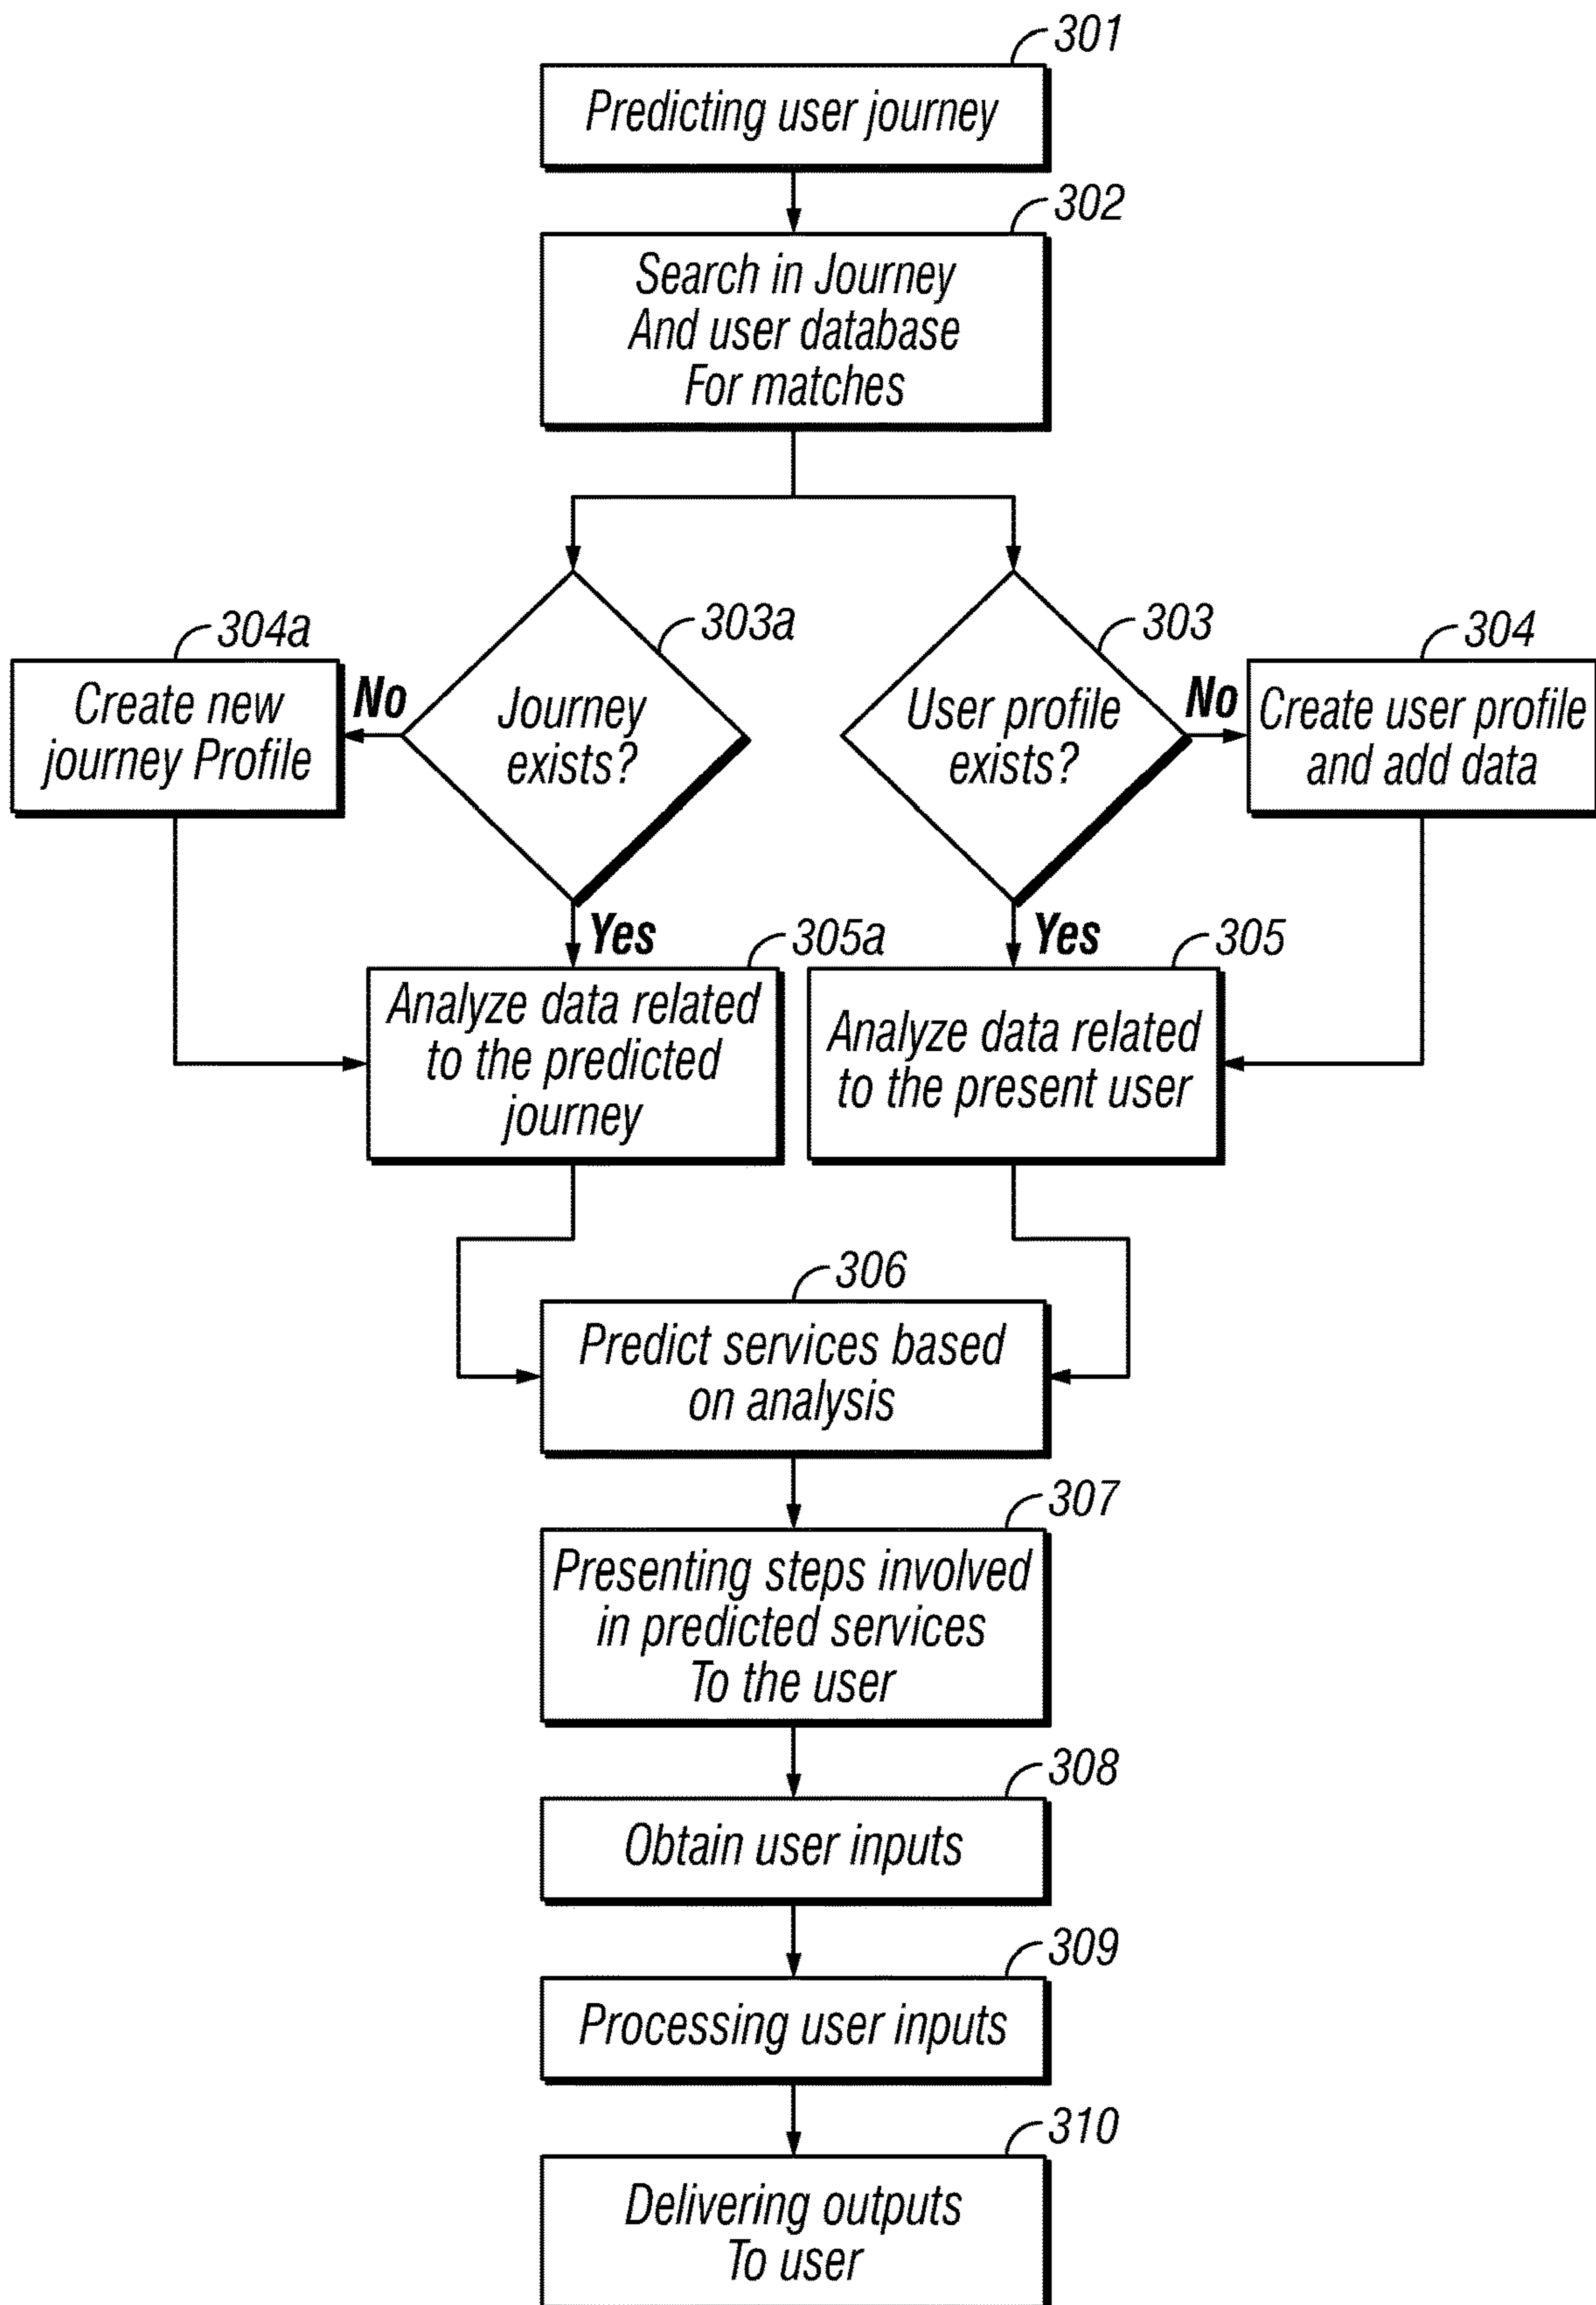 301
Predicting user journey
302
Search in Journey
And user database
For matches
304a
303a
303
304
Create new
journey Profile
No
Journey
exists?
User profile
exists?
No
Create user profile
and add data
Yes
305a
Yes
305
Analyze data related
to the predicted
journey
Analyze data related
to the present user
306
Predict services based
on analysis
307
Presenting steps involved
in predicted services
To the user
308
Obtain user inputs
309
Processing user inputs
310
Delivering outputs
To user